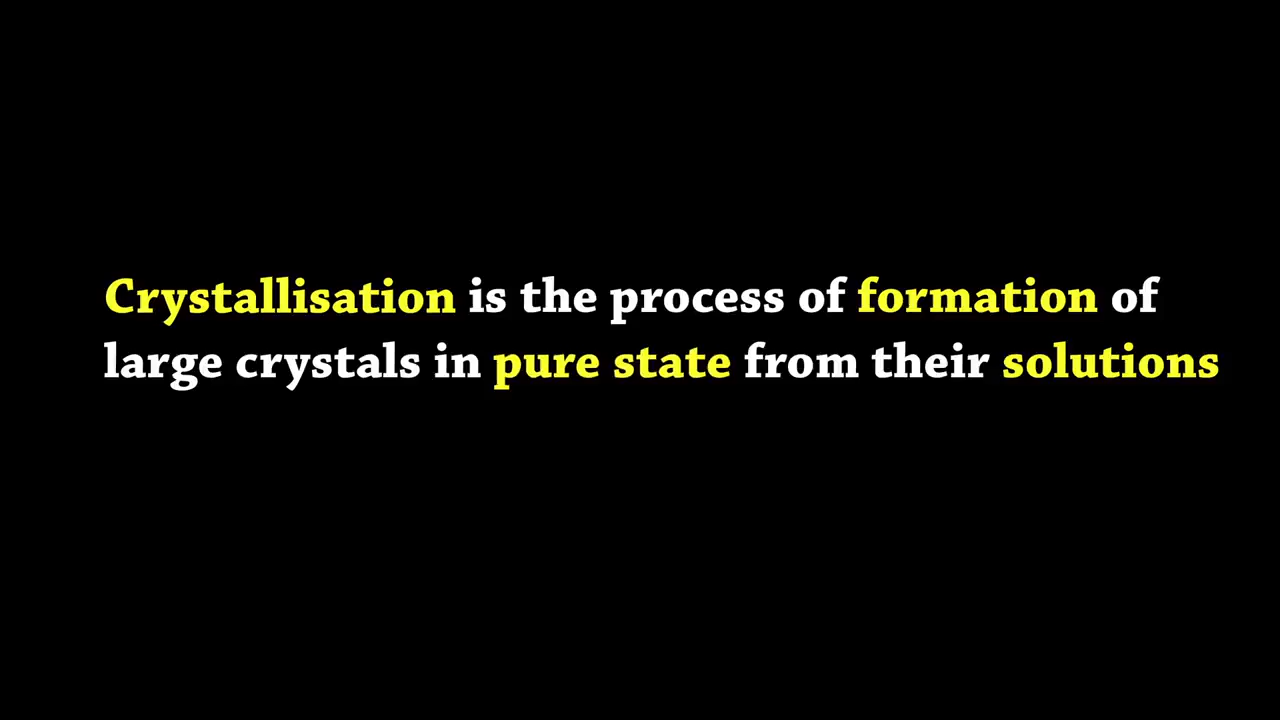 Crystallisation is the process of formation of
large crystals in pure state from their solutions